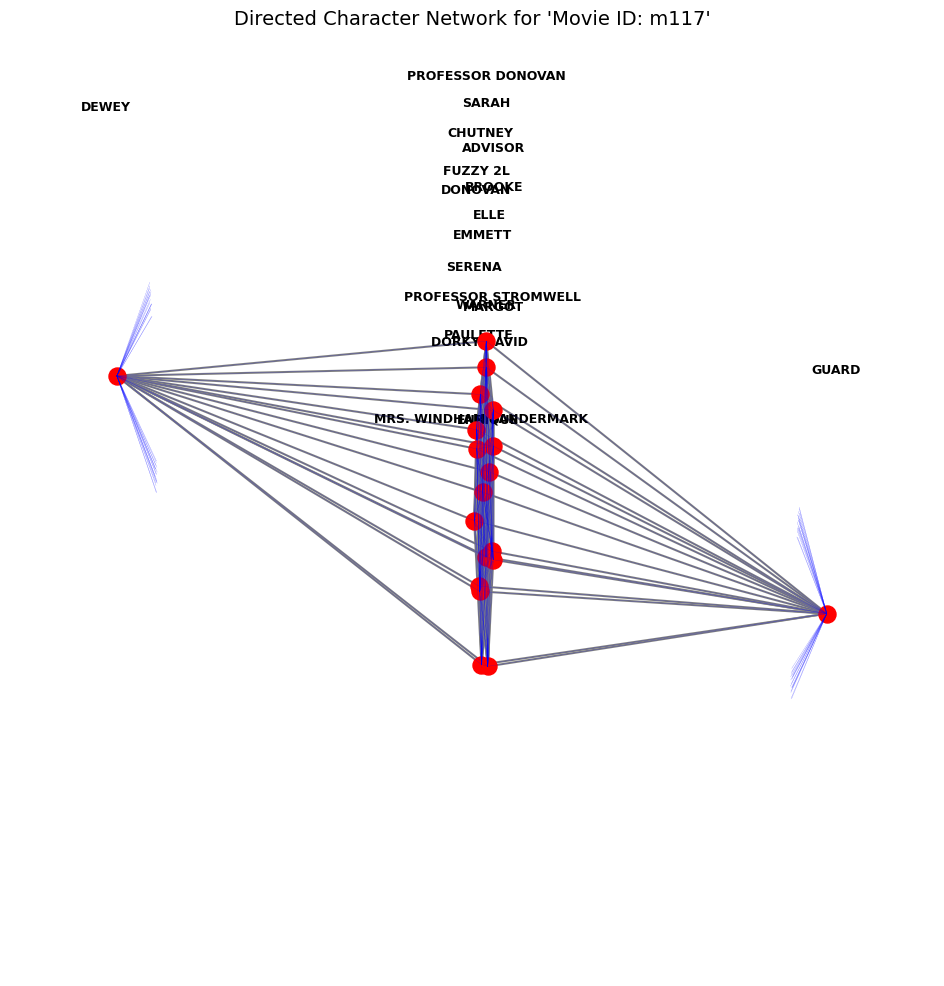 Directed Character Network for 'Movie ID: m117'
PROFESSOR DONOVAN
SARAH
DEWEY
CHUTNEY
ADVISOR
FUZZY 2L
BROOKE
DONOVAN
ELLE
EMMETT
SERENA
PROFESSOR STROMWELL
WARNER
MARGOT
PAULETTE
DORKY DAVID
GUARD
MRS. WINDHAM VANDERMARK